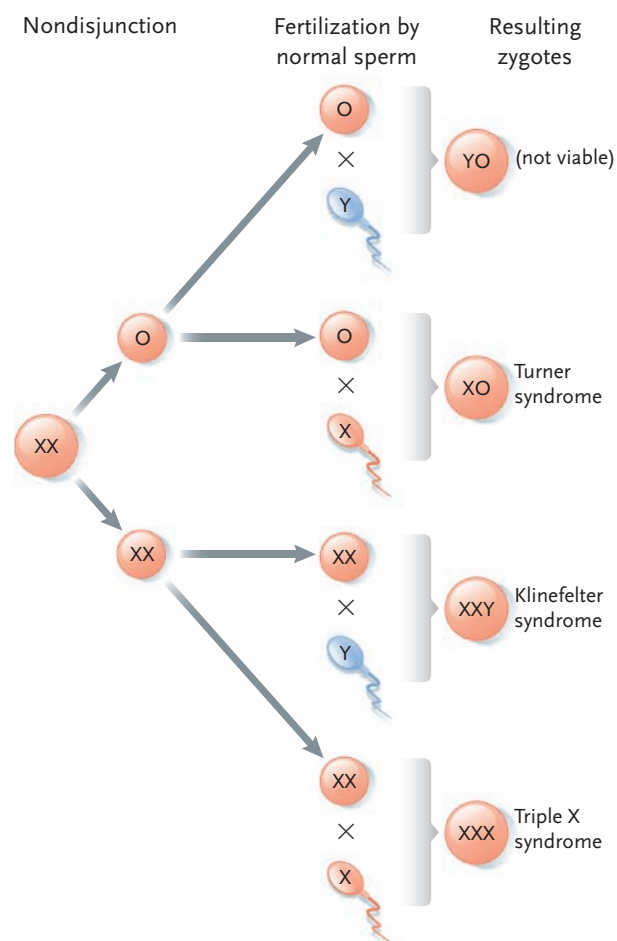 Nondisjunction
Fertilization by
normal sperm
Resulting
zygotes
O
×
Y
YO
(not viable)
O
O
×
X
XO
Turner
syndrome
XX
XX
XX
×
Y
XXY
Klinefelter
syndrome
XX
×
X
XXX
Triple X
syndrome